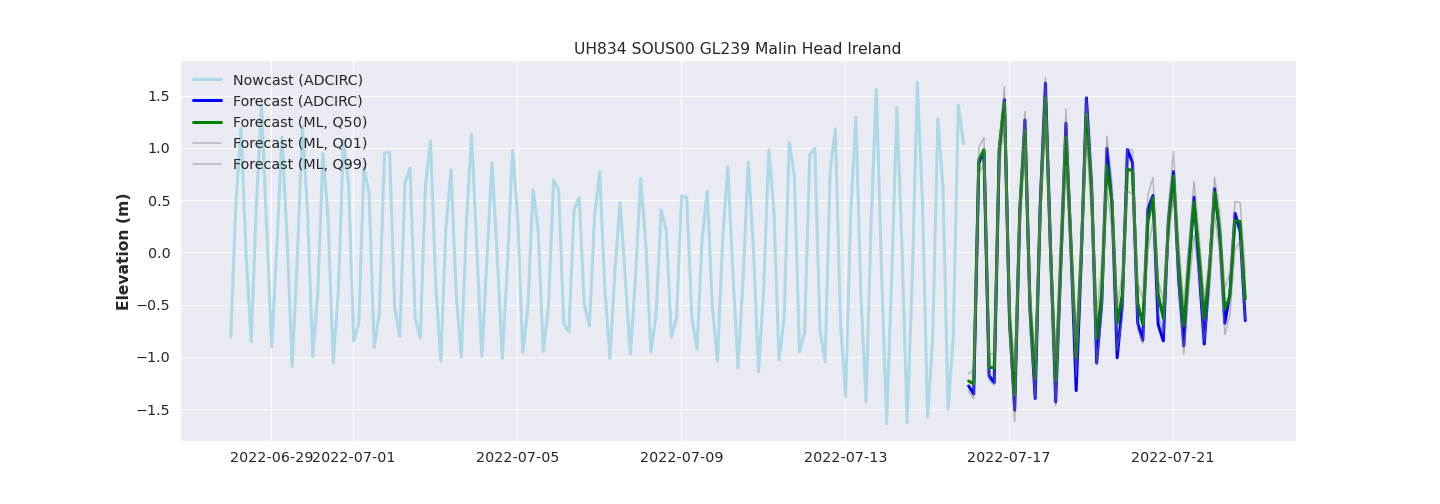 UH834 SOUS00 GL239 Malin Head Ireland
Nowcast (ADCIRC)
Forecast (ADCIRC)
Forecast (ML, Q50)
Forecast (ML, Q01)
Forecast (ML, Q99)
Elevation (m)
1.5
1.0
0.5
0.0
−0.5
−1.0
−1.5
2022-06-29 2022-07-01 2022-07-05 2022-07-09 2022-07-13 2022-07-17 2022-07-21